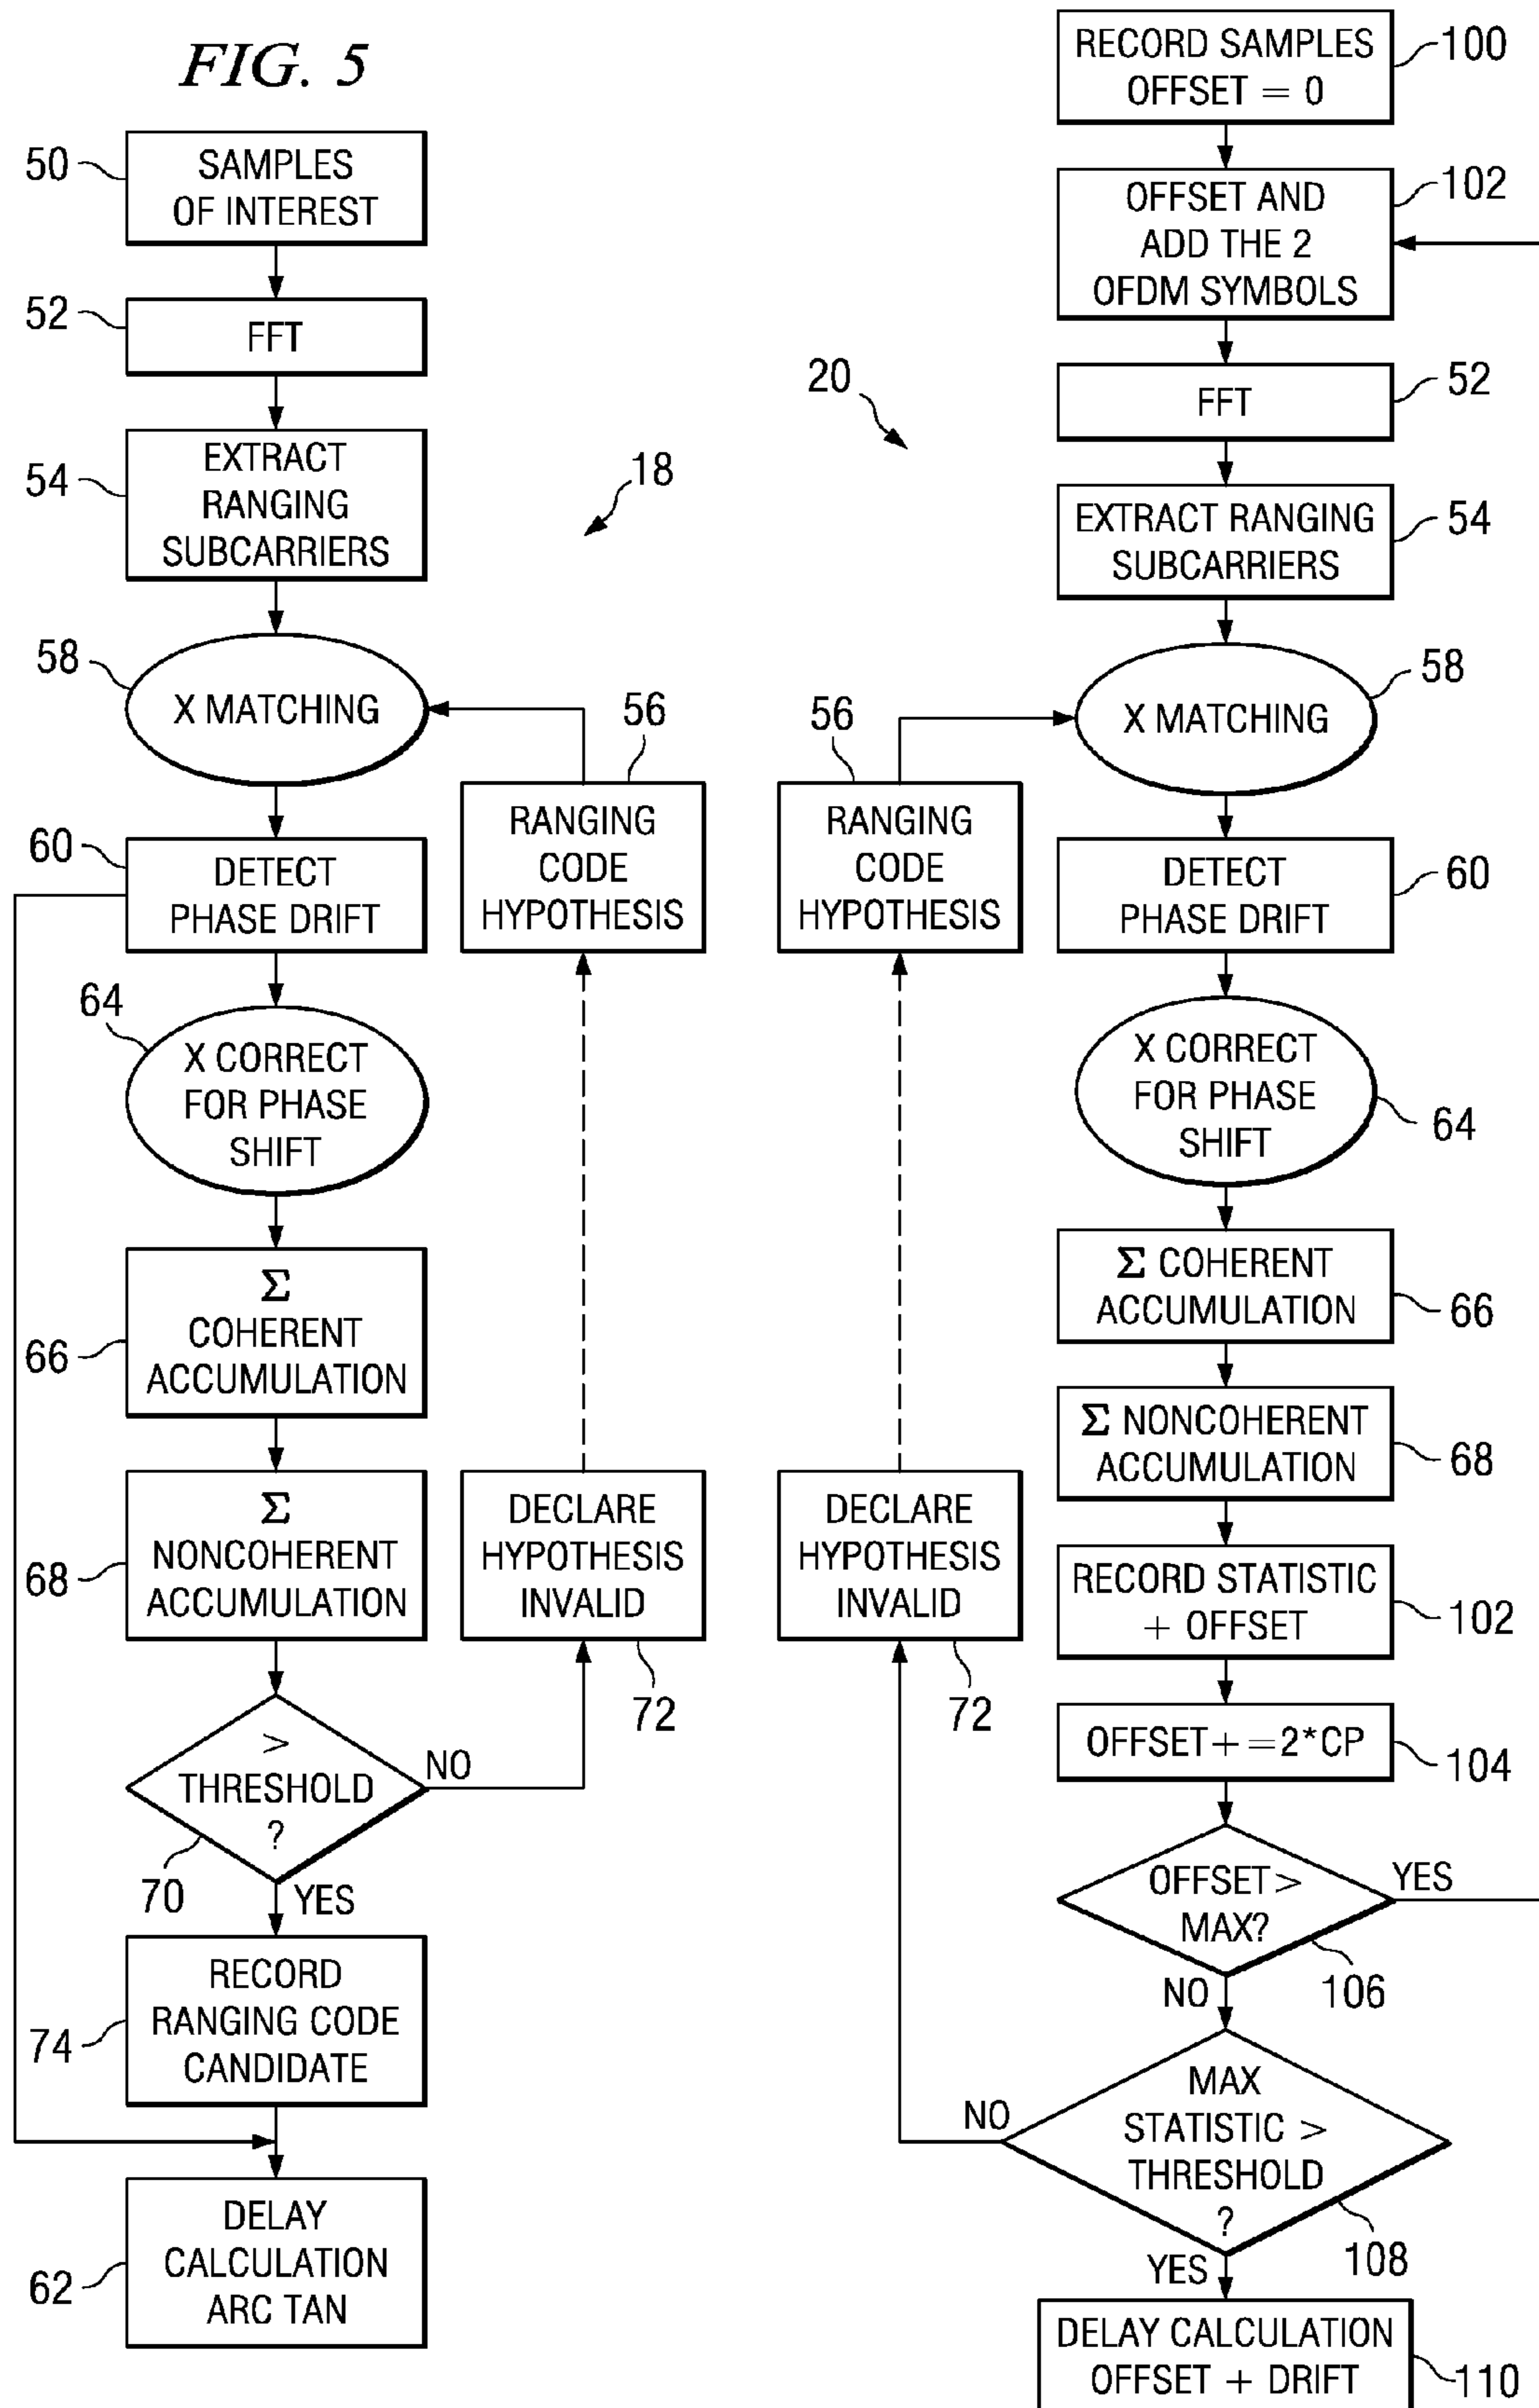 FIG. 5
50
SAMPLES
OF INTEREST
52
FFT
54
EXTRACT
RANGING
SUBCARRIERS
18
58
X MATCHING
56
RANGING
CODE
HYPOTHESIS
60
DETECT
PHASE DRIFT
64
X CORRECT
FOR PHASE
SHIFT
66
Σ
COHERENT
ACCUMULATION
68
Σ
NONCOHERENT
ACCUMULATION
DECLARE
HYPOTHESIS
INVALID
72
>
THRESHOLD
?
NO
70
YES
74
RECORD
RANGING CODE
CANDIDATE
62
DELAY
CALCULATION
ARC TAN
20
RECORD SAMPLES
OFFSET = 0
100
OFFSET AND
ADD THE 2
OFDM SYMBOLS
102
FFT
52
EXTRACT RANGING
SUBCARRIERS
54
X MATCHING
58
56
RANGING
CODE
HYPOTHESIS
DETECT
PHASE DRIFT
60
X CORRECT
FOR PHASE
SHIFT
64
Σ COHERENT
ACCUMULATION
66
Σ NONCOHERENT
ACCUMULATION
68
DECLARE
HYPOTHESIS
INVALID
72
RECORD STATISTIC
+ OFFSET
102
OFFSET+=2*CP
104
OFFSET >
MAX?
YES
106
NO
MAX
STATISTIC >
THRESHOLD
?
NO
108
YES
DELAY CALCULATION
OFFSET + DRIFT
110